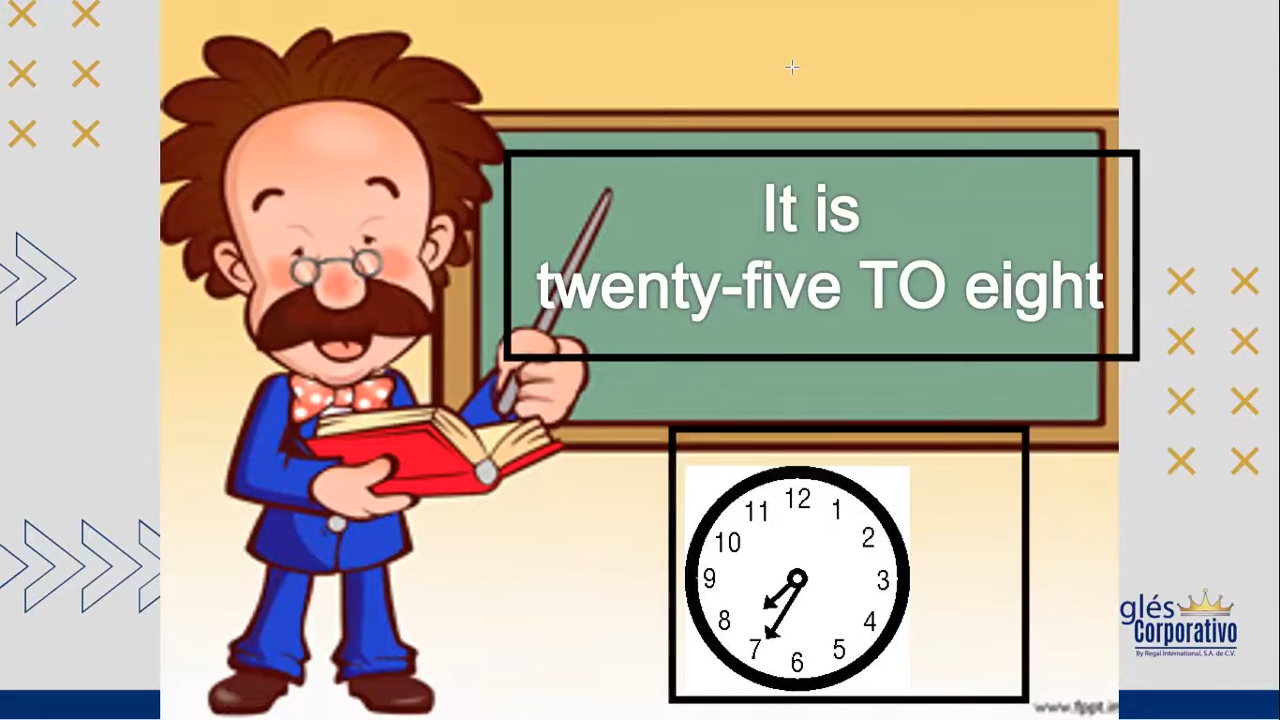 It is
twenty-five TO eight
12
11
1
10
2
9
3
8
4
7
5
6
glés
Corporativo
By Regal International, S.A. de C.V.